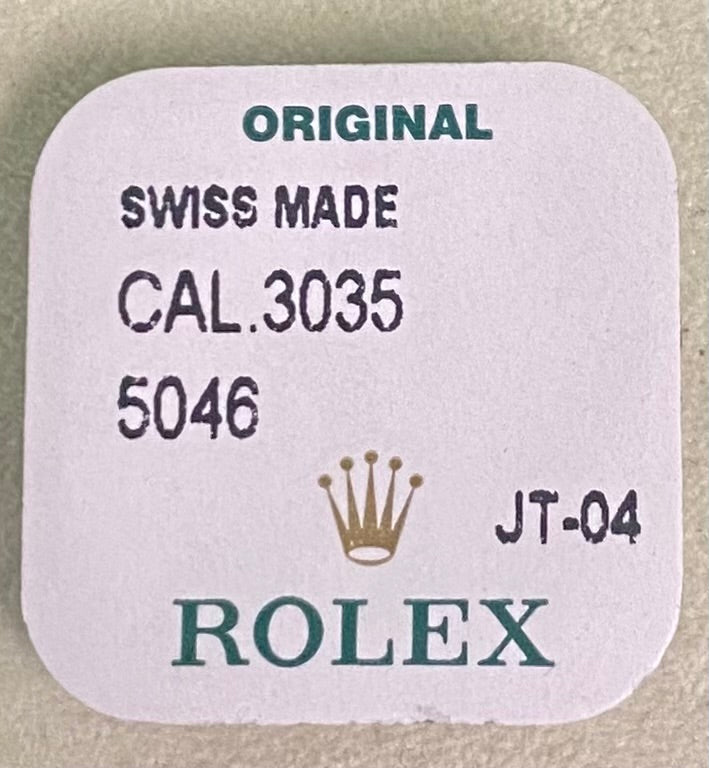 ORIGINAL
SWISS MADE
CAL.3035
5046
JT-04
ROLEX